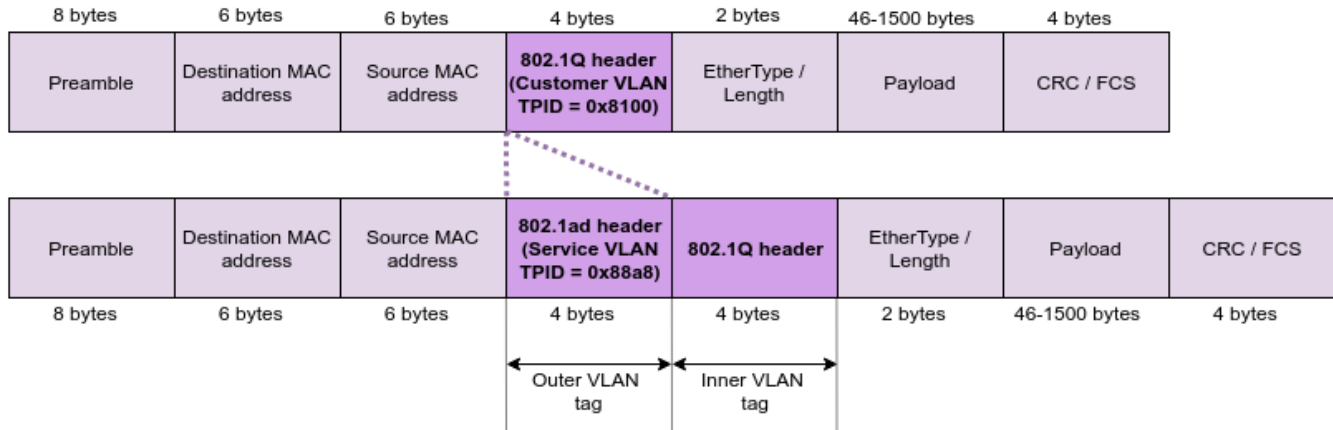 8 bytes 6 bytes 6 bytes 4 bytes 2 bytes 46-1500 bytes 4 bytes
Preamble
Destination MAC
address
Source MAC
address
802.1Q header
(Customer VLAN
TPID = 0x8100)
EtherType /
Length
Payload
CRC / FCS
Preamble
Destination MAC
address
Source MAC
address
802.1ad header
(Service VLAN
TPID = 0x88a8)
802.1Q header
EtherType /
Length
Payload
CRC / FCS
8 bytes 6 bytes 6 bytes 4 bytes 4 bytes 2 bytes 46-1500 bytes 4 bytes
Outer VLAN
tag
Inner VLAN
tag